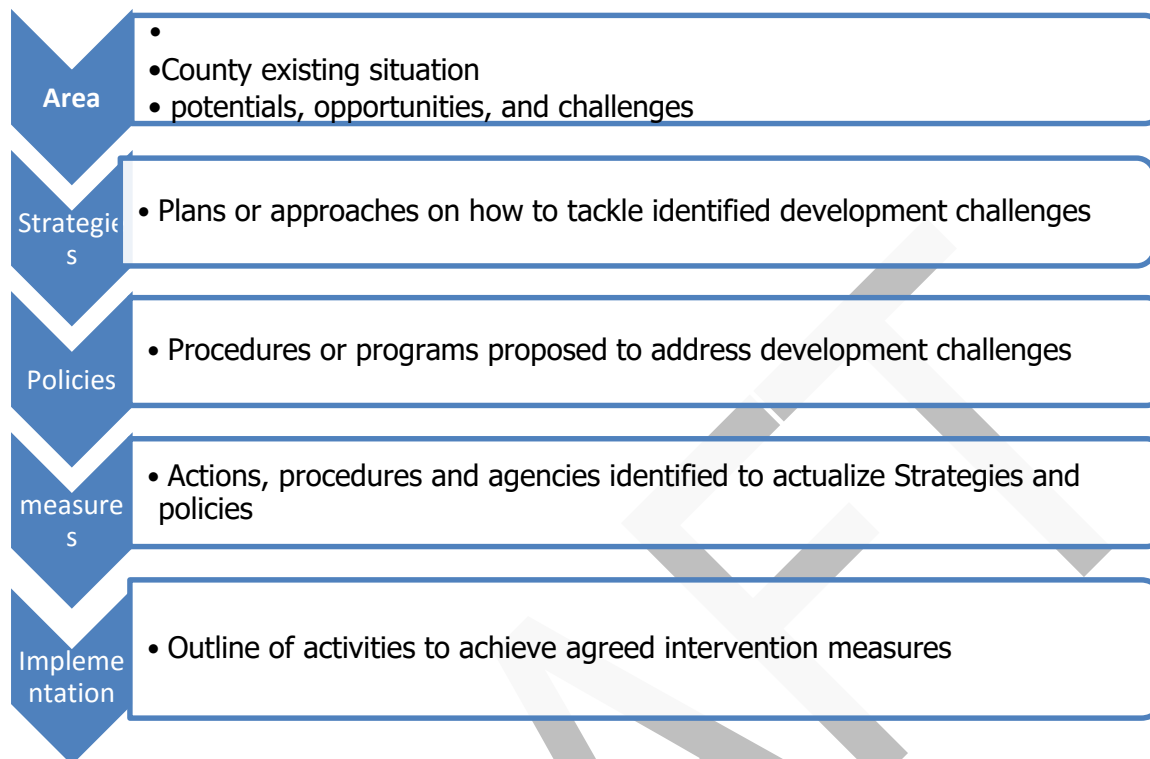 •
Area
•County existing situation
• potentials, opportunities, and challenges
Strategie
s
• Plans or approaches on how to tackle identified development challenges
Policies
• Procedures or programs proposed to address development challenges
measure
s
• Actions, procedures and agencies identified to actualize Strategies and
policies
Impleme
ntation
• Outline of activities to achieve agreed intervention measures
AFT